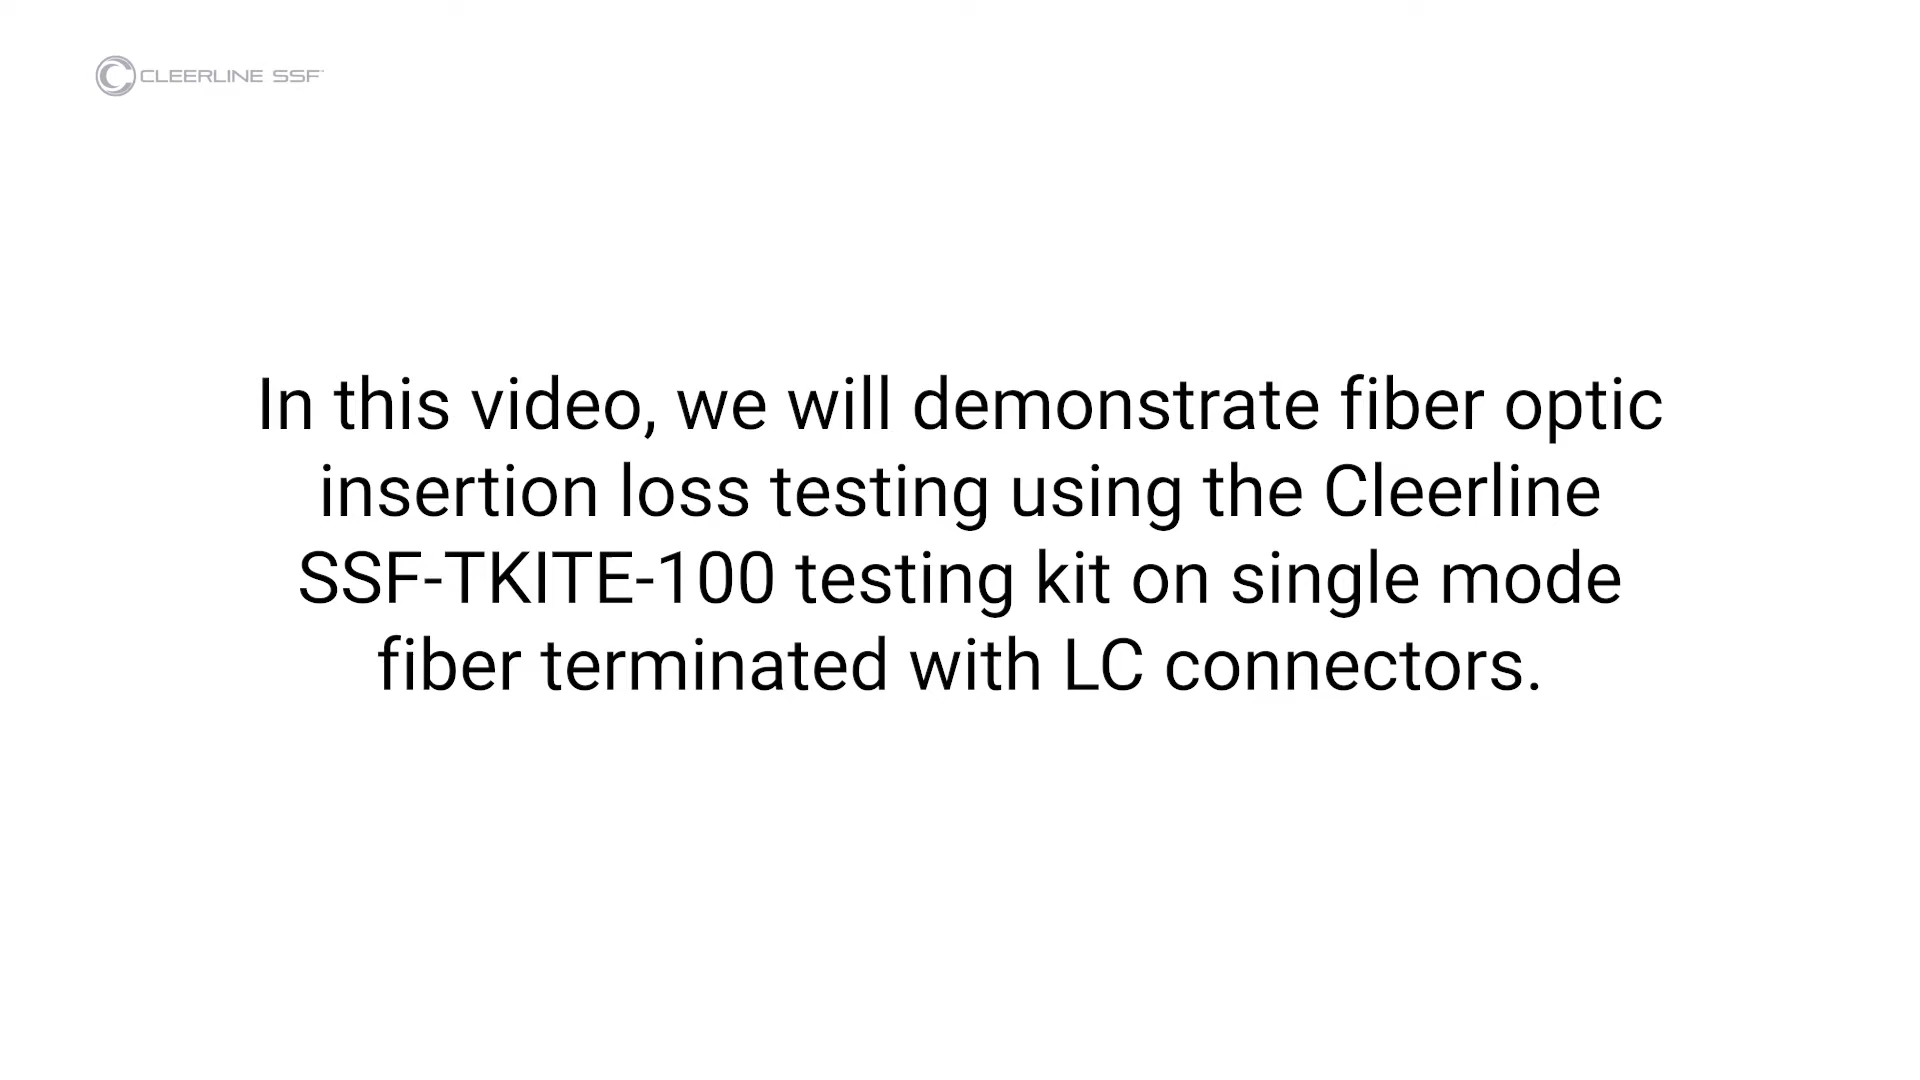 CLEERLINE SSF
In this video, we will demonstrate fiber optic
insertion loss testing using the Cleerline
SSF-TKITE-100 testing kit on single mode
fiber terminated with LC connectors.